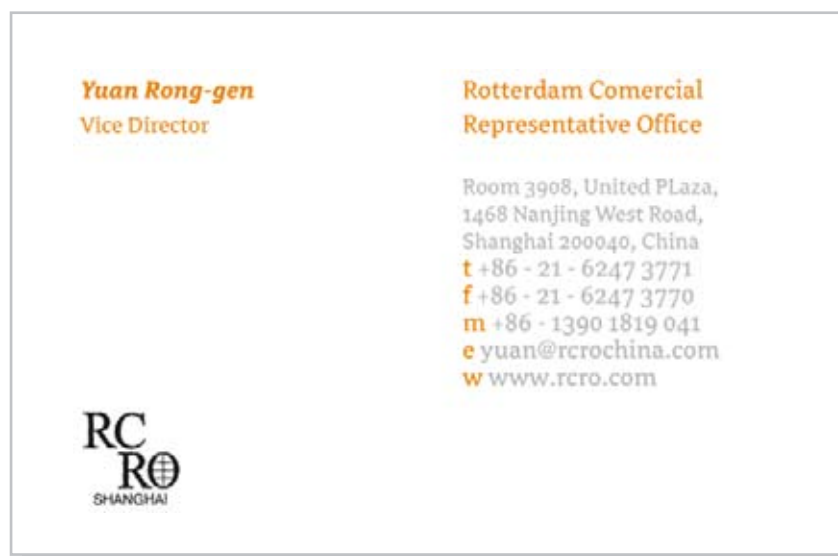 Yuan Rong-gen
Vice Director
Rotterdam Comercial
Representative Office
Room 3908, United PLaza,
1468 Nanjing West Road,
Shanghai 200040, China
t +86 - 21 - 6247 3771
f +86 - 21 - 6247 3770
m +86 - 1390 1819 041
e yuan@rcrochina.com
w www.rcro.com
RC
RO
SHANGHAI